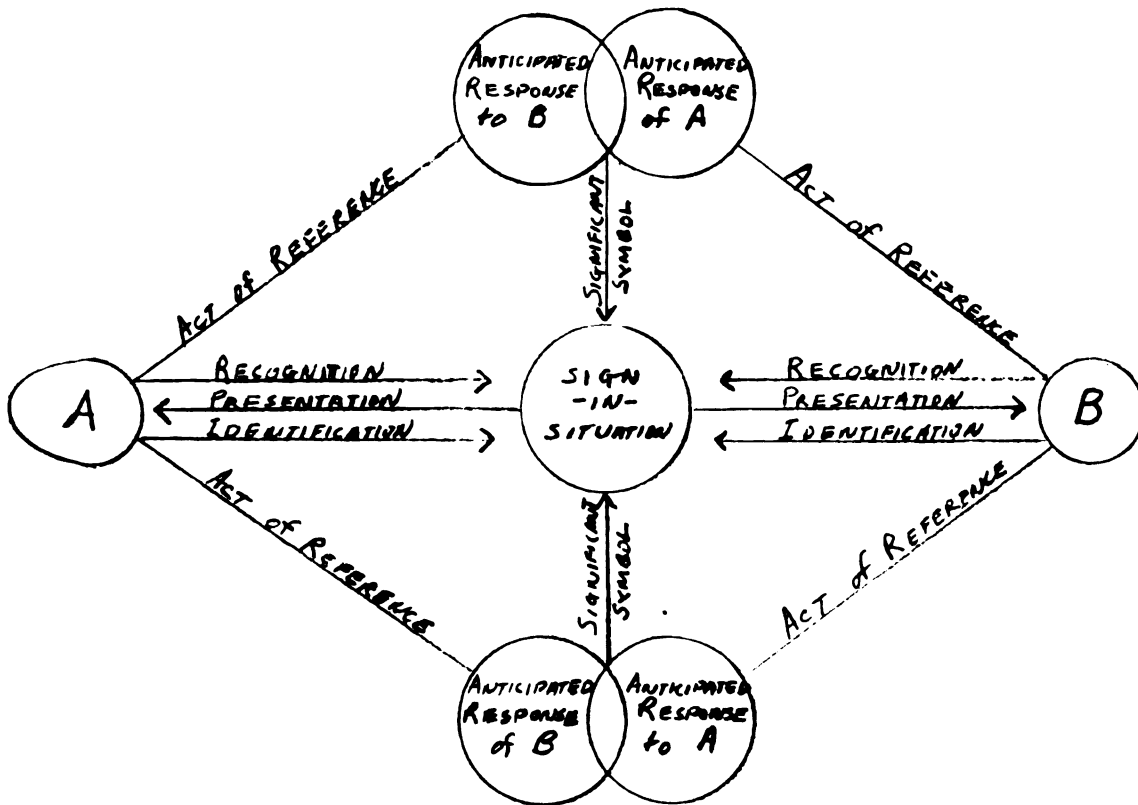 ANTICIPATED
RESPONSE
to B
ANTICIPATED
RESPONSE
of A
ACT of REFERENCE
ACT of REFERENCE
SIGNIFICANT
SYMBOL
A
RECOGNITION
PRESENTATION
IDENTIFICATION
SIGN
-IN-
SITUATION
RECOGNITION
PRESENTATION
IDENTIFICATION
B
ACT of REFERENCE
ACT of REFERENCE
SIGNIFICANT
SYMBOL
ANTICIPATED
RESPONSE
of B
ANTICIPATED
RESPONSE
to A